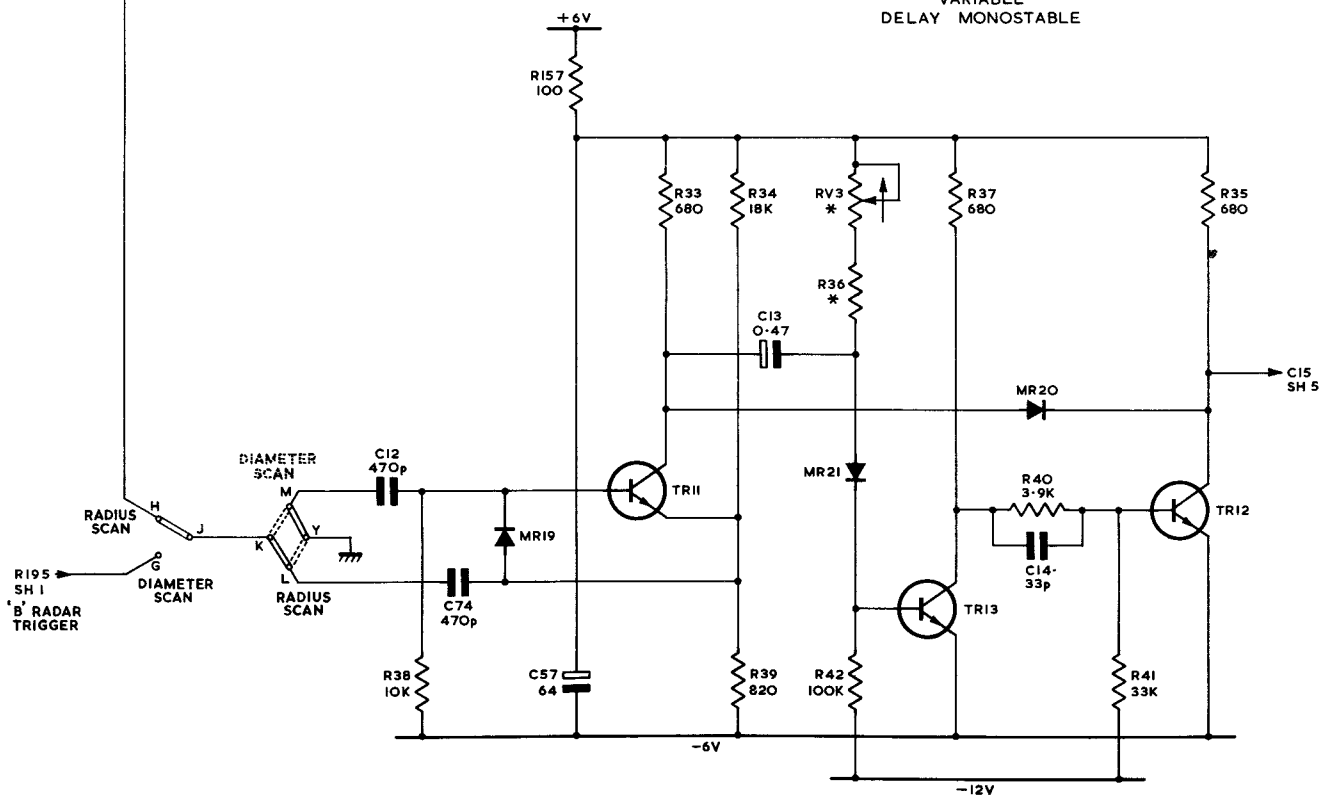 VARIABLE
DELAY MONOSTABLE
+6V
R157
100
R33
680
R34
18K
RV3
*
R37
680
R35
680
R36
*
C13
0·47
C15
SH 5
MR20
DIAMETER
SCAN
C12
470p
M
TR11
MR21
R40
3·9K
TR12
RADIUS
SCAN
H
J
K
Y
MR19
C14·
33p
G
L
R195
SH 1
'B' RADAR
TRIGGER
DIAMETER
SCAN
RADIUS
SCAN
C74
470p
TR13
R38
10K
C57
64
R39
820
R42
100K
R41
33K
-6V
-12V